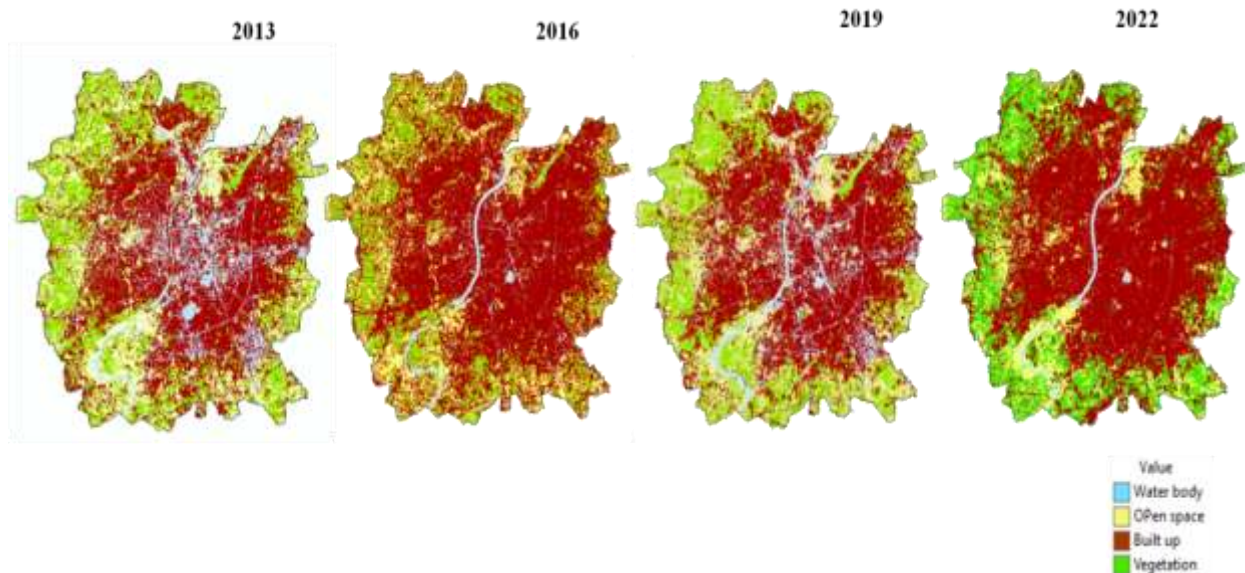 2013
2016
2019
2022
Value
Water body
OPen space
Built up
Vegetation